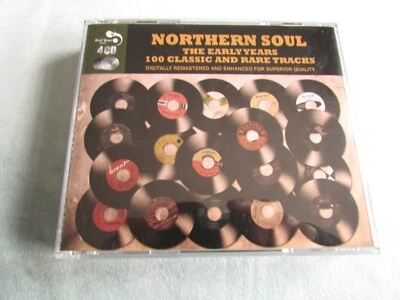 4CD
NORTHERN SOUL
THE EARLY YEARS
100 CLASSIC AND RARE TRACKS
DIGITALLY REMASTERED AND ENHANCED FOR SUPERIOR QUALITY